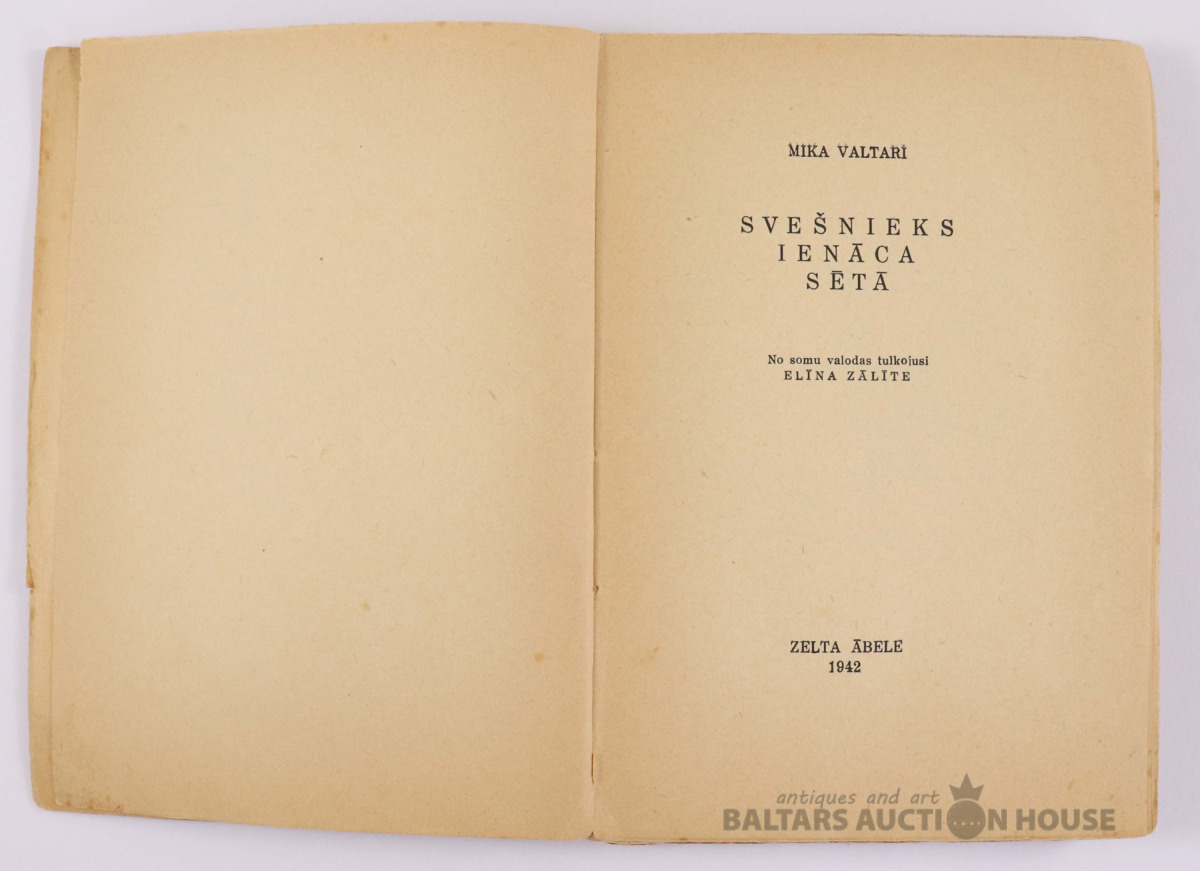 MIKA VALTARI
SVEŠNIEKS
IENĀCA
SĒTĀ
No somu valodas tulkojusi
ELĪNA ZĀLĪTE
ZELTA ĀBELE
1942
antiques and art
BALTARS AUCTION HOUSE